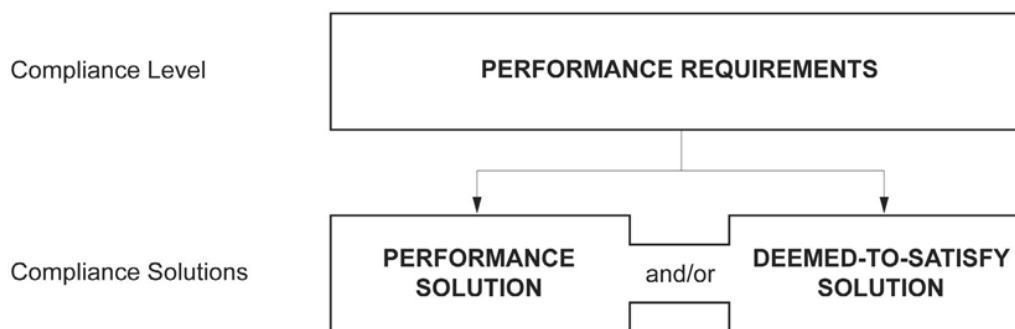 Compliance Level
PERFORMANCE REQUIREMENTS
Compliance Solutions
PERFORMANCE
SOLUTION
and/or
DEEMED-TO-SATISFY
SOLUTION